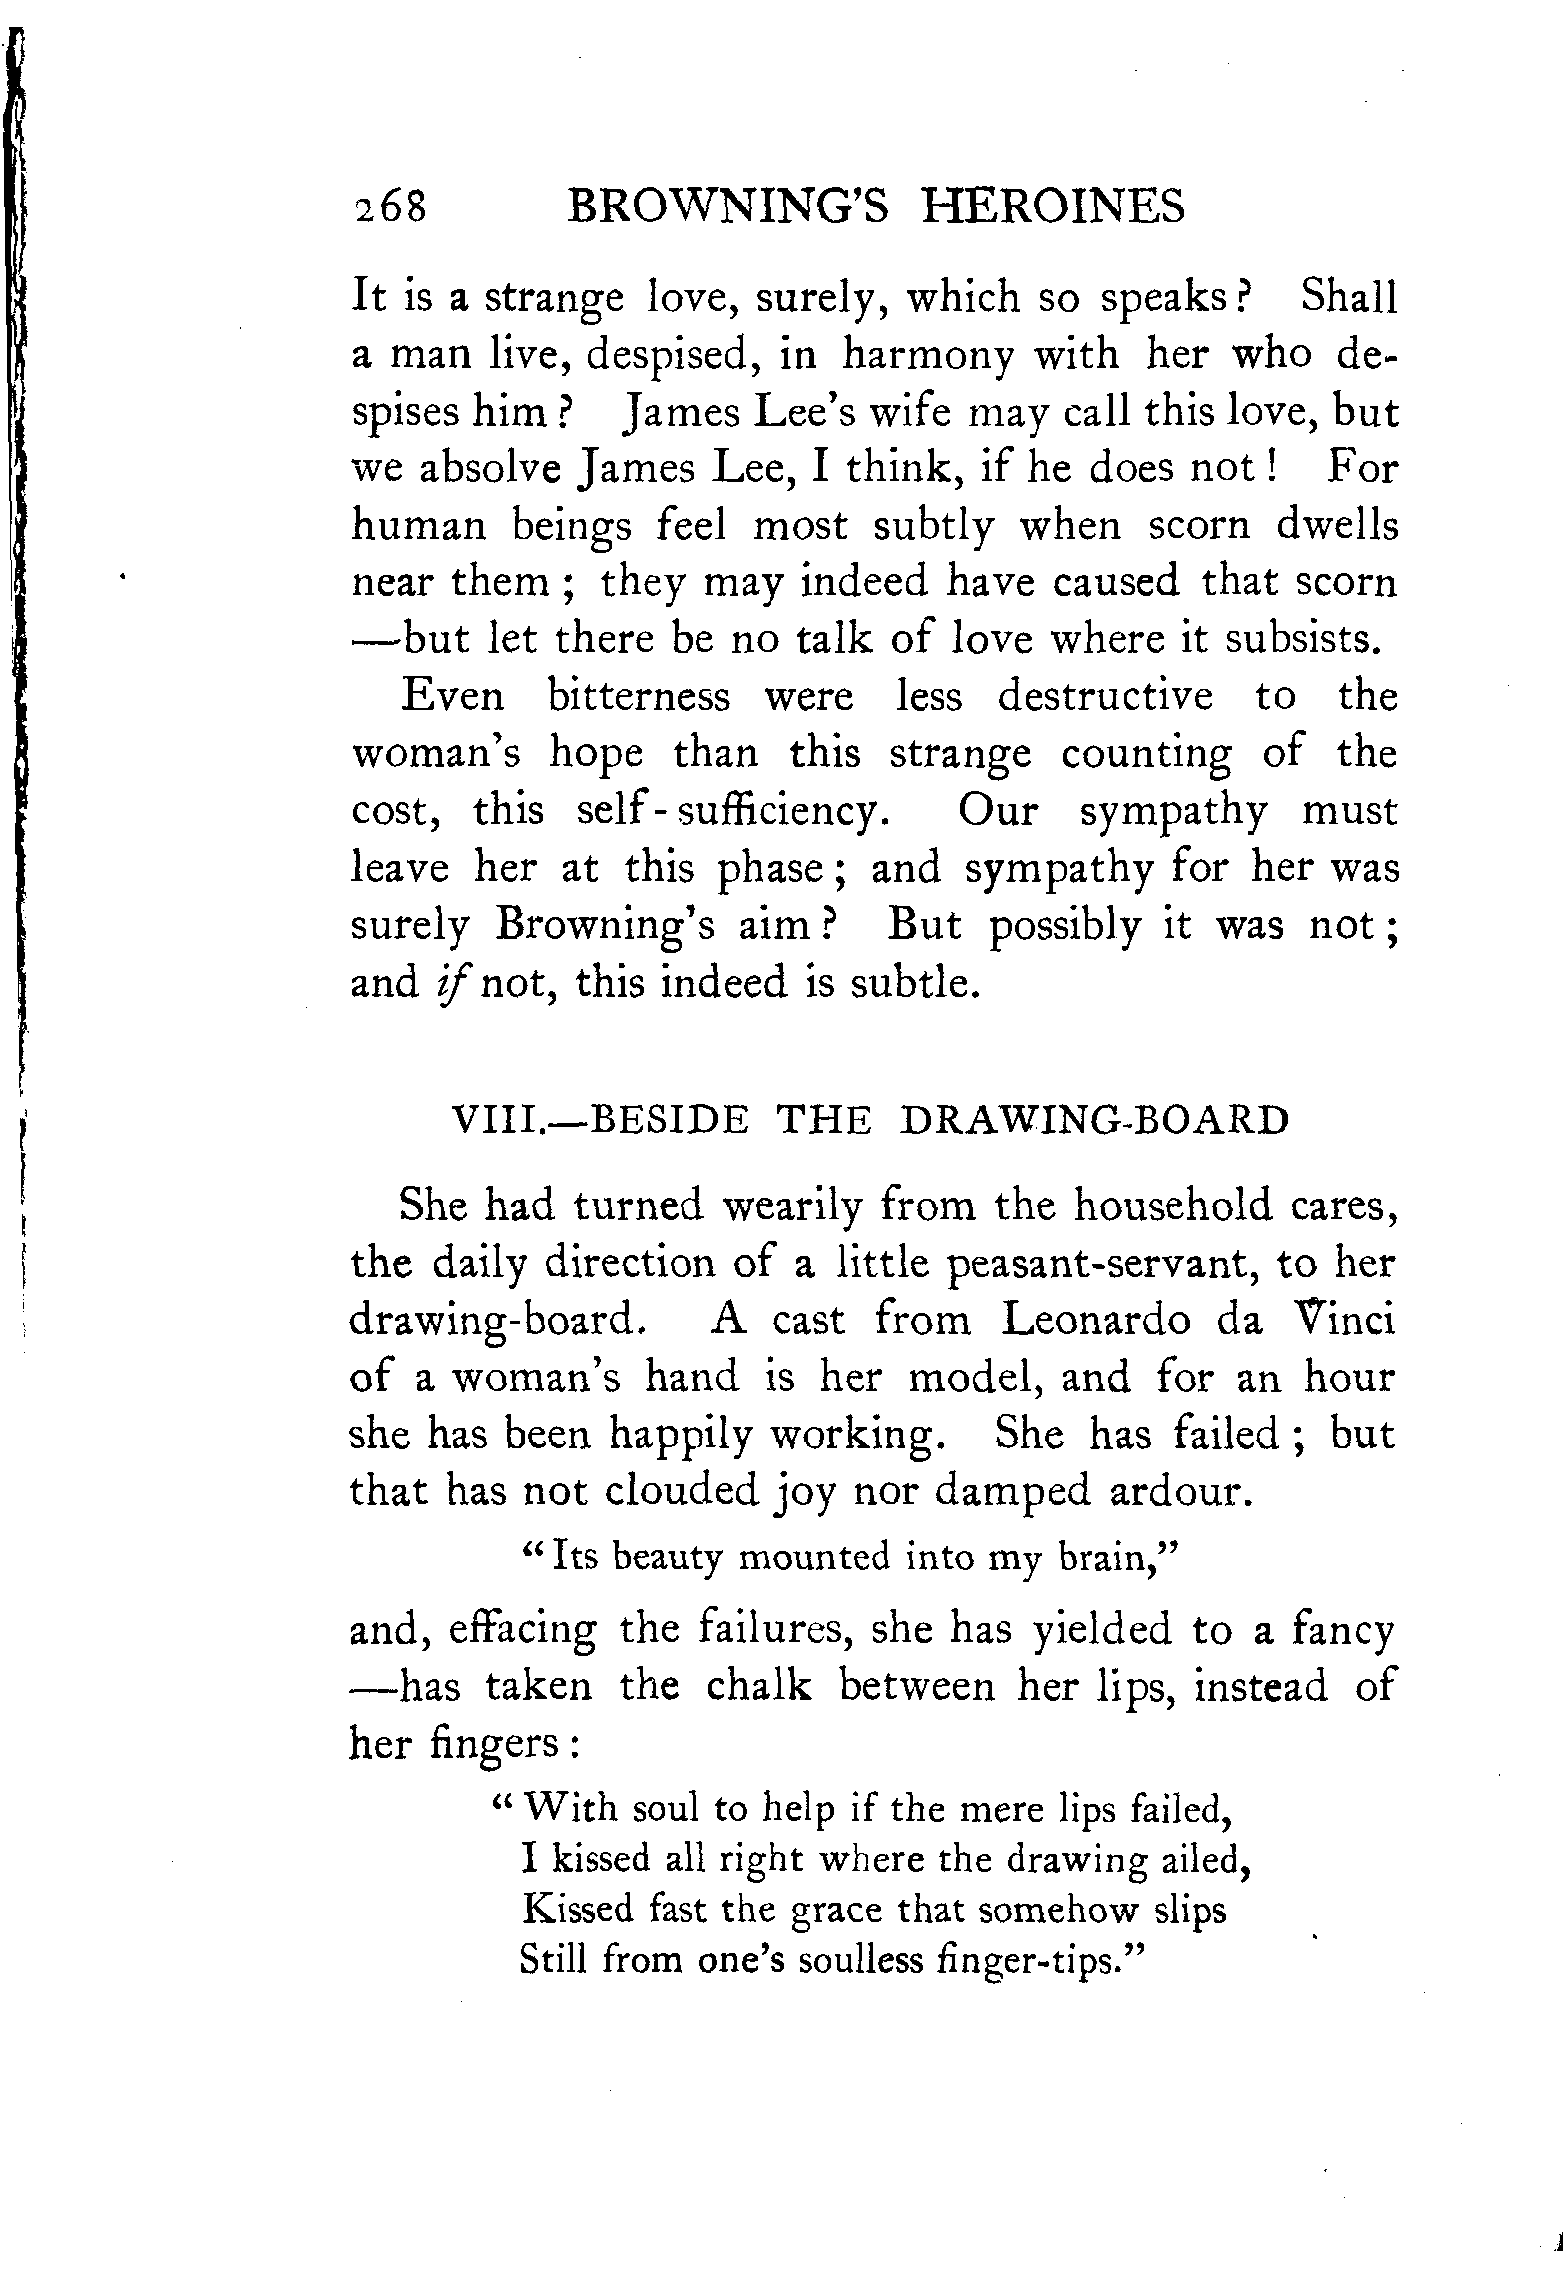 268 BROWNING'S HEROINES
It is a strange love, surely, which so speaks? Shall
a man live, despised, in harmony with her who de-
spises him? James Lee's wife may call this love, but
we absolve James Lee, I think, if he does not! For
human beings feel most subtly when scorn dwells
near them; they may indeed have caused that scorn
—but let there be no talk of love where it subsists.
Even bitterness were less destructive to the
woman's hope than this strange counting of the
cost, this self-sufficiency. Our sympathy must
leave her at this phase; and sympathy for her was
surely Browning's aim? But possibly it was not;
and if not, this indeed is subtle.
VIII.—BESIDE THE DRAWING-BOARD
She had turned wearily from the household cares,
the daily direction of a little peasant-servant, to her
drawing-board. A cast from Leonardo da Vinci
of a woman's hand is her model, and for an hour
she has been happily working. She has failed; but
that has not clouded joy nor damped ardour.
"Its beauty mounted into my brain,"
and, effacing the failures, she has yielded to a fancy
—has taken the chalk between her lips, instead of
her fingers:
"With soul to help if the mere lips failed,
I kissed all right where the drawing ailed,
Kissed fast the grace that somehow slips
Still from one's soulless finger-tips."